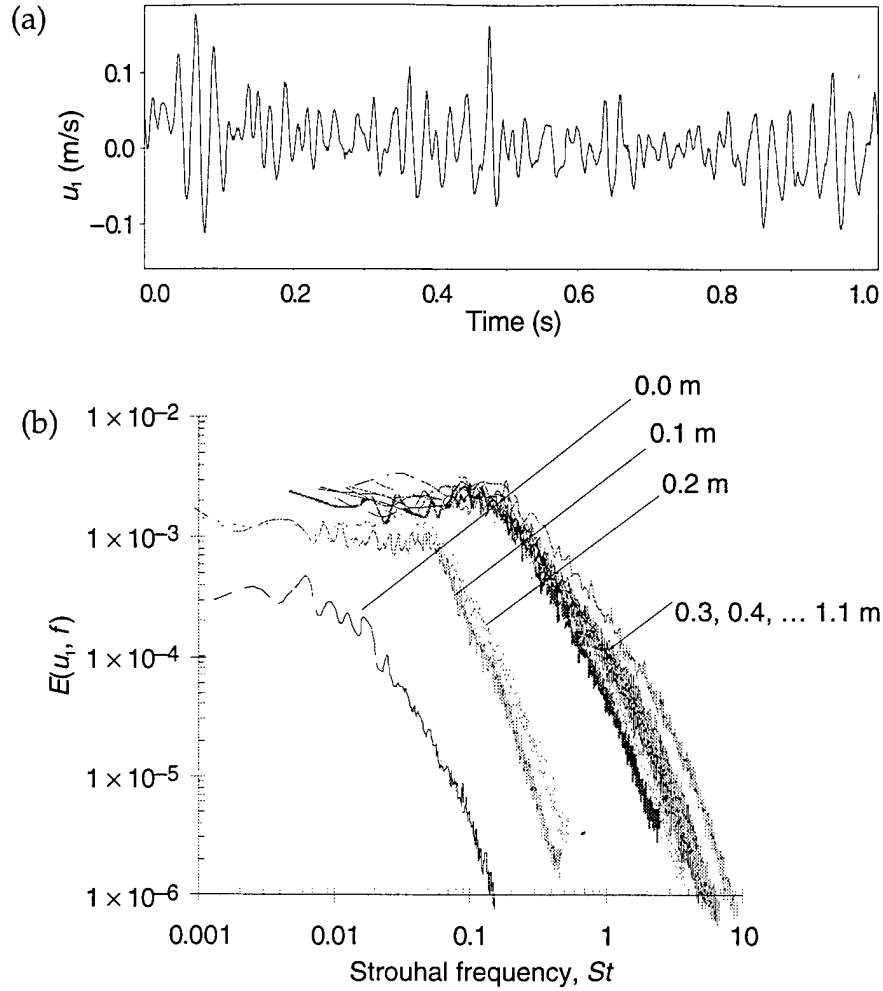 (a)
0.1
0.0
−0.1
u₁ (m/s)
0.0 0.2 0.4 0.6 0.8 1.0
Time (s)
(b)
0.0 m
0.1 m
0.2 m
0.3, 0.4, ... 1.1 m
1 × 10⁻²
1 × 10⁻³
1 × 10⁻⁴
1 × 10⁻⁵
1 × 10⁻⁶
E(u₁, f)
0.001 0.01 0.1 1 10
Strouhal frequency, St